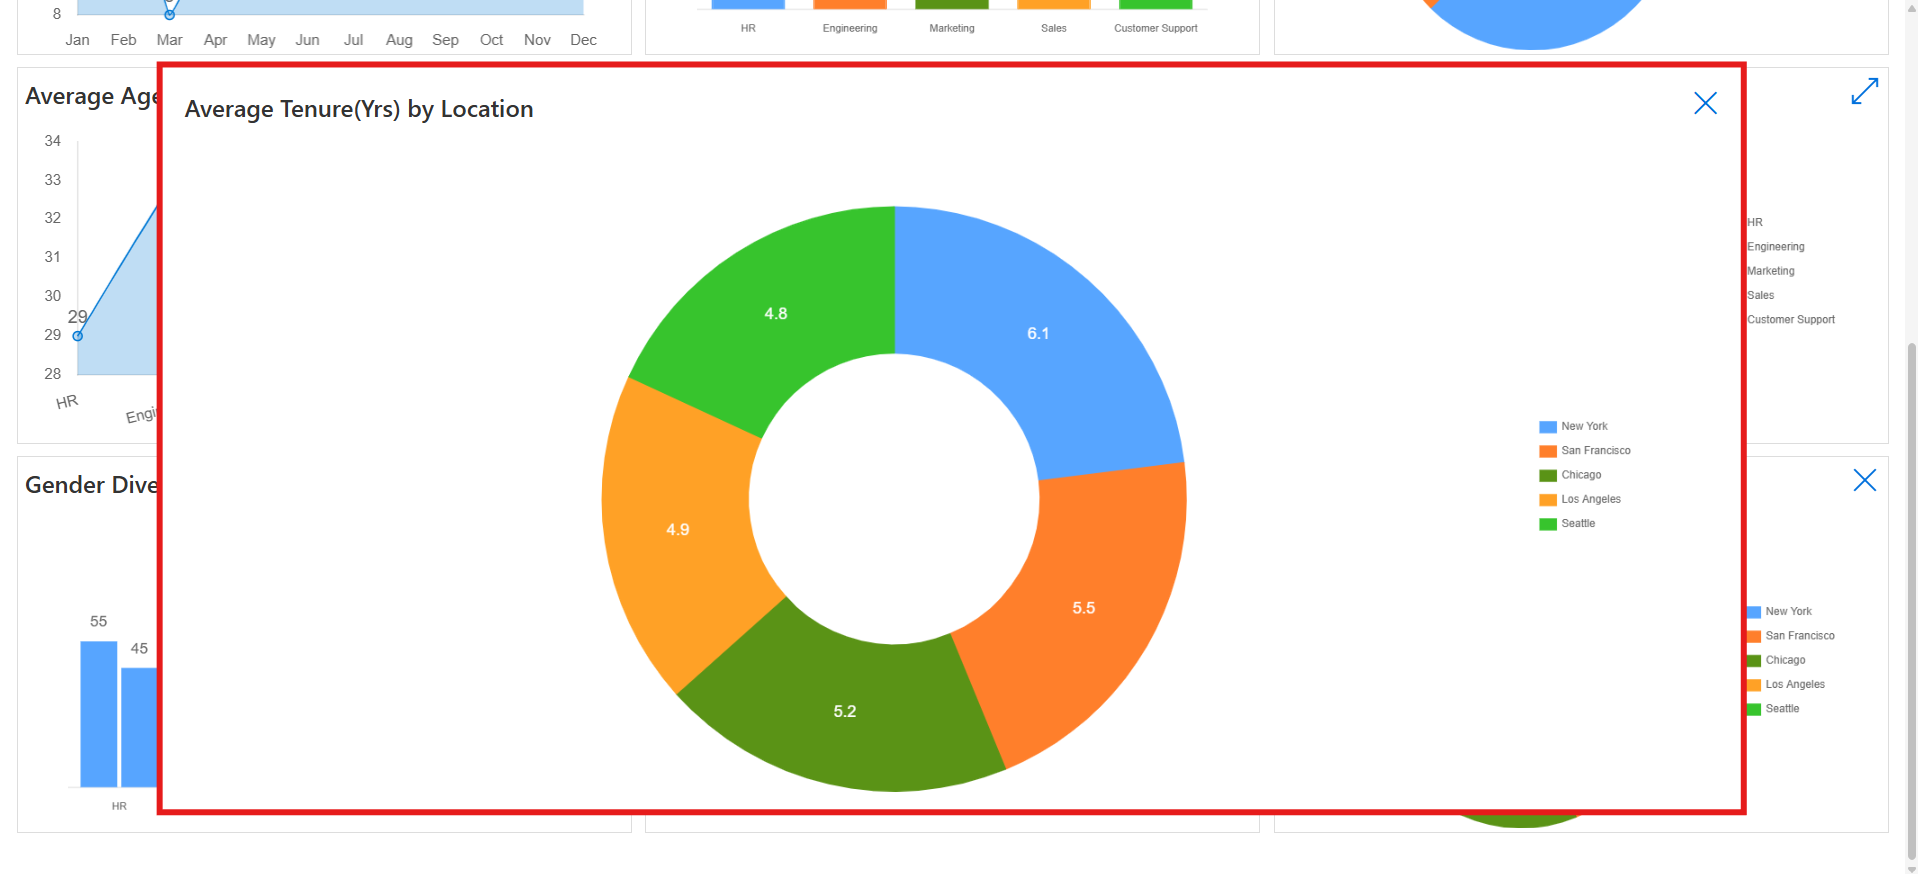 8
Jan Feb Mar Apr May Jun Jul Aug Sep Oct Nov Dec
HR Engineering Marketing Sales Customer Support
Average Age
34
33
32
31
30
29
29
28
HR
Average Tenure(Yrs) by Location
4.8
6.1
4.9
5.5
5.2
New York
San Francisco
Chicago
Los Angeles
Seattle
HR
Engineering
Marketing
Sales
Customer Support
Gender
55
45
HR
New York
San Francisco
Chicago
Los Angeles
Seattle